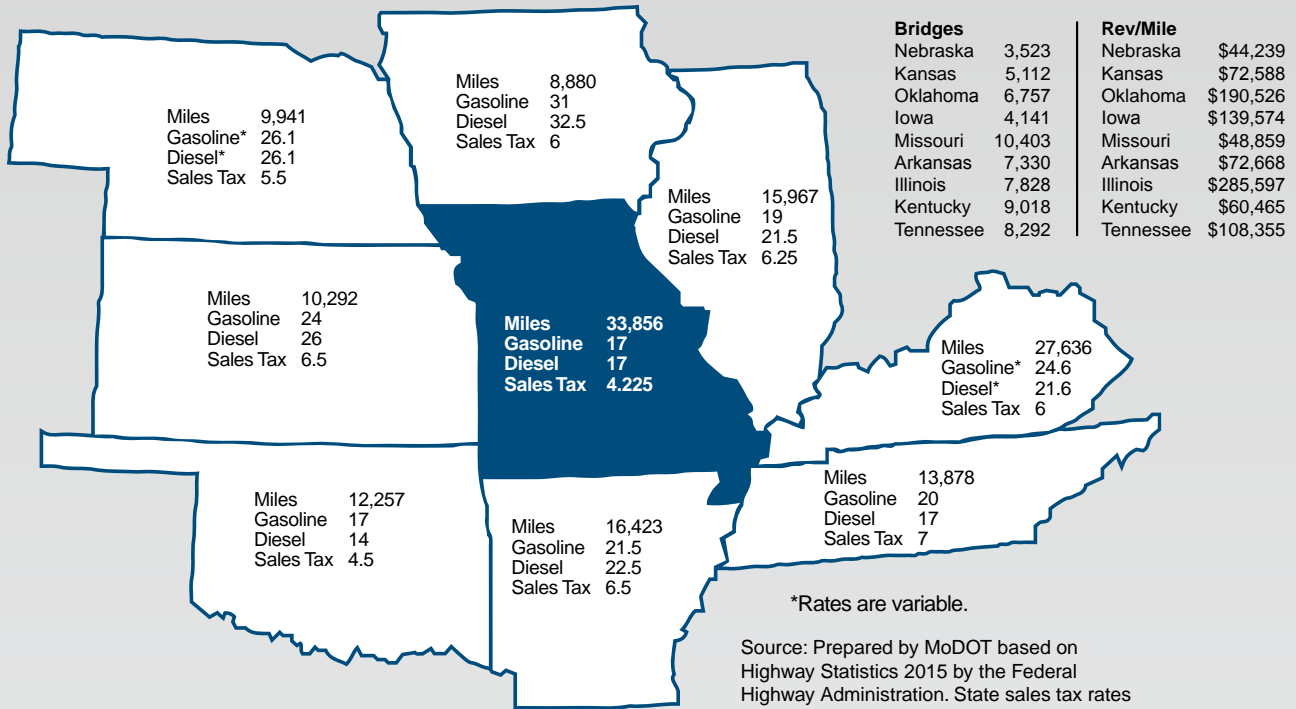 Miles 8,880
Gasoline 31
Diesel 32.5
Sales Tax 6
Miles 9,941
Gasoline* 26.1
Diesel* 26.1
Sales Tax 5.5
Miles 15,967
Gasoline 19
Diesel 21.5
Sales Tax 6.25
Miles 10,292
Gasoline 24
Diesel 26
Sales Tax 6.5
Miles 33,856
Gasoline 17
Diesel 17
Sales Tax 4.225
Miles 27,636
Gasoline* 24.6
Diesel* 21.6
Sales Tax 6
Miles 12,257
Gasoline 17
Diesel 14
Sales Tax 4.5
Miles 16,423
Gasoline 21.5
Diesel 22.5
Sales Tax 6.5
Miles 13,878
Gasoline 20
Diesel 17
Sales Tax 7
Bridges
Nebraska 3,523
Kansas 5,112
Oklahoma 6,757
Iowa 4,141
Missouri 10,403
Arkansas 7,330
Illinois 7,828
Kentucky 9,018
Tennessee 8,292
Rev/Mile
Nebraska $44,239
Kansas $72,588
Oklahoma $190,526
Iowa $139,574
Missouri $48,859
Arkansas $72,668
Illinois $285,597
Kentucky $60,465
Tennessee $108,355
*Rates are variable.
Source: Prepared by MoDOT based on
Highway Statistics 2015 by the Federal
Highway Administration. State sales tax rates